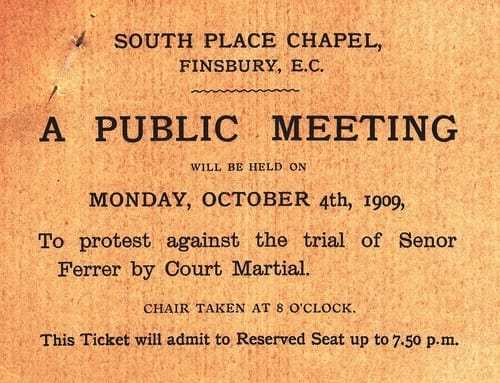 SOUTH PLACE CHAPEL,
FINSBURY, E.C.
A PUBLIC MEETING
WILL BE HELD ON
MONDAY, OCTOBER 4th, 1909,
To protest against the trial of Senor
Ferrer by Court Martial.
CHAIR TAKEN AT 8 O'CLOCK.
This Ticket will admit to Reserved Seat up to 7.50 p.m.